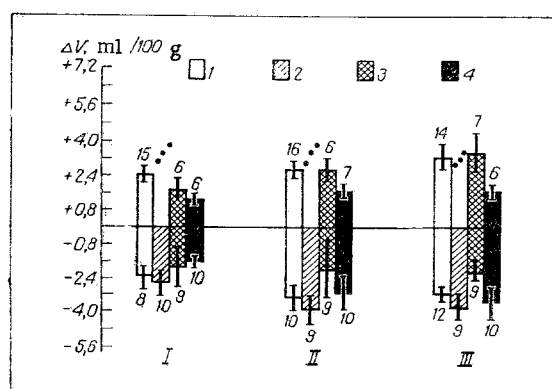 ΔV, ml /100 g
+7,2
1 2 3 4
+5,6
+4,0
+2,4
+0,8
-0,8
-2,4
-4,0
-5,6
15 6 6
8 10 9 10
I
16 6 7
10 9 9 10
II
14 7 6
12 9 9 10
III